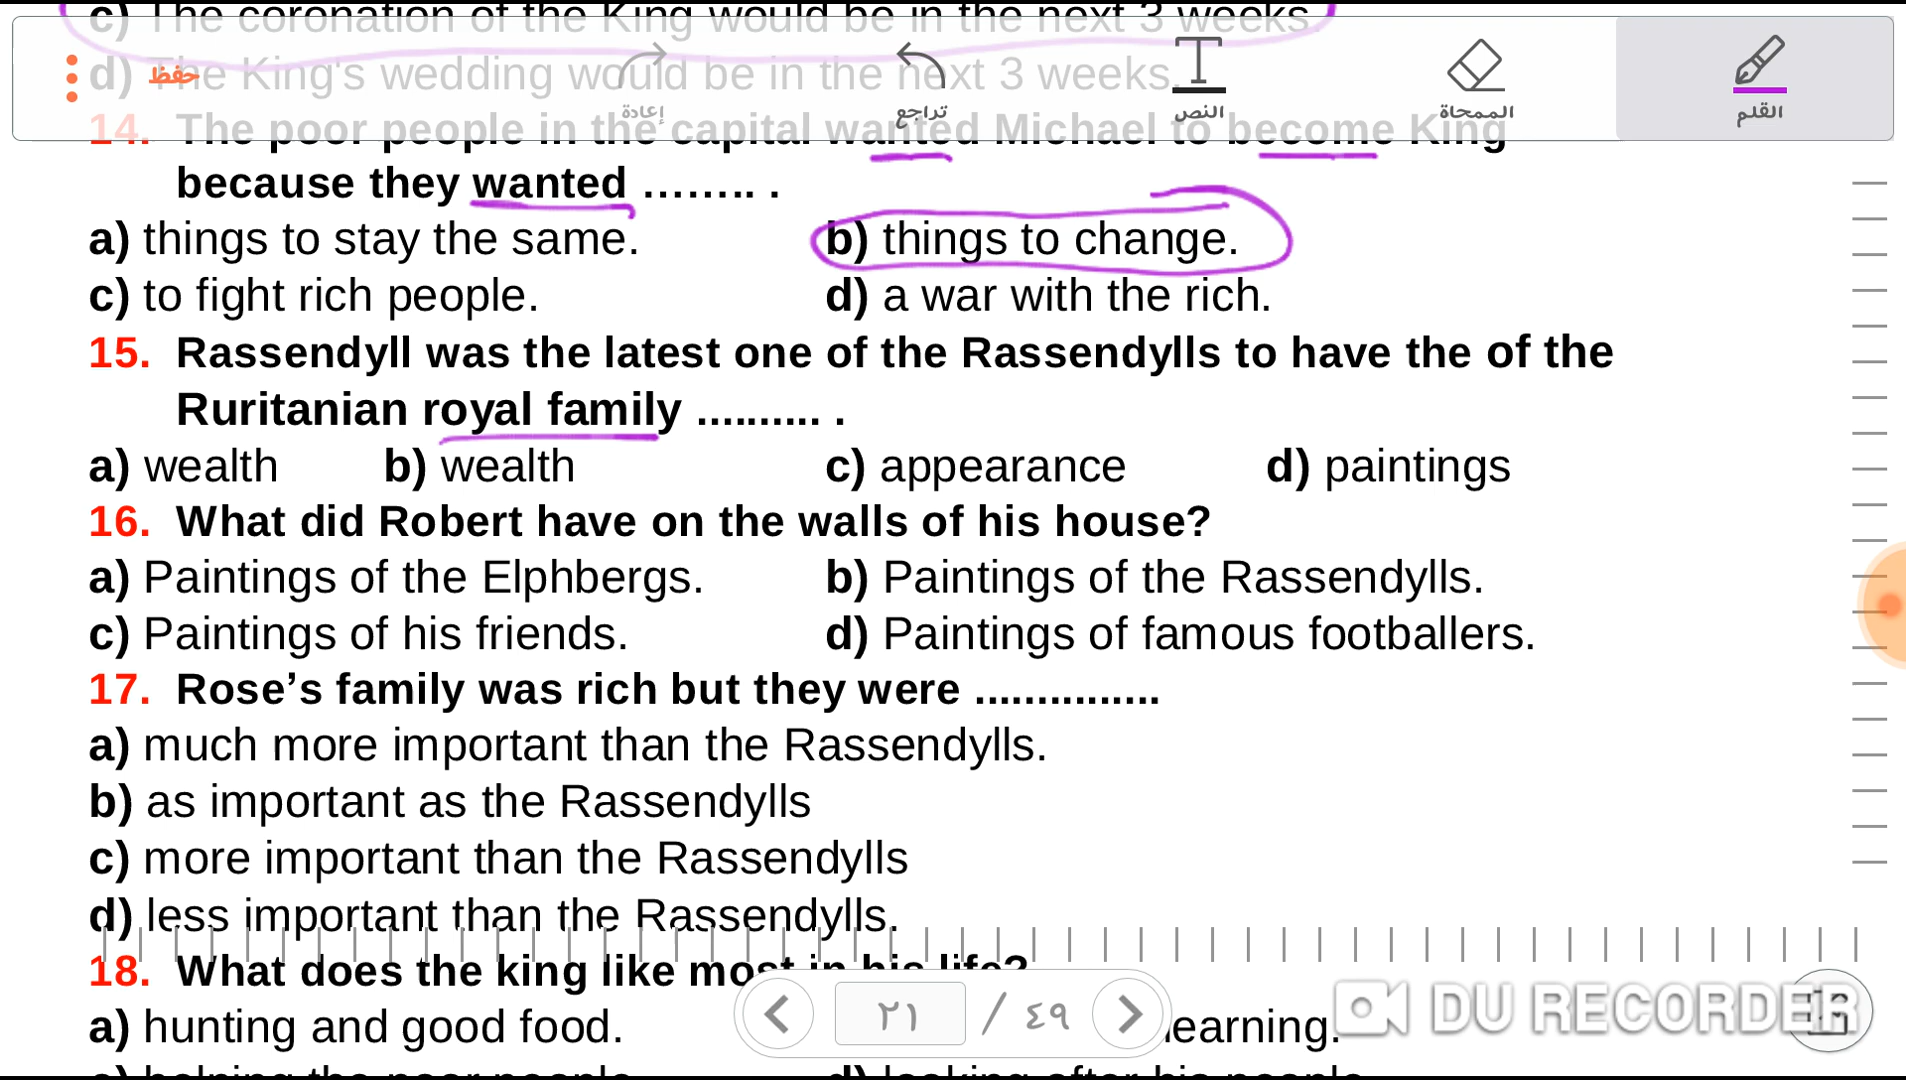 c) The coronation of the King would be in the next 3 weeks.
d) The King's wedding would be in the next 3 weeks.
حفظ
إعادة
تراجع
النص
الممحاة
القلم
14. The poor people in the capital wanted Michael to become King
because they wanted ........ .
a) things to stay the same.
b) things to change.
c) to fight rich people.
d) a war with the rich.
15. Rassendyll was the latest one of the Rassendylls to have the of the
Ruritanian royal family .......... .
a) wealth b) wealth c) appearance d) paintings
16. What did Robert have on the walls of his house?
a) Paintings of the Elphbergs.
b) Paintings of the Rassendylls.
c) Paintings of his friends.
d) Paintings of famous footballers.
17. Rose’s family was rich but they were ...............
a) much more important than the Rassendylls.
b) as important as the Rassendylls
c) more important than the Rassendylls
d) less important than the Rassendylls.
18. What does the king like most in his life?
a) hunting and good food.
learning.
٢١ / ٤٩
DU RECORDER
c) helping the poor people
d) looking after his people